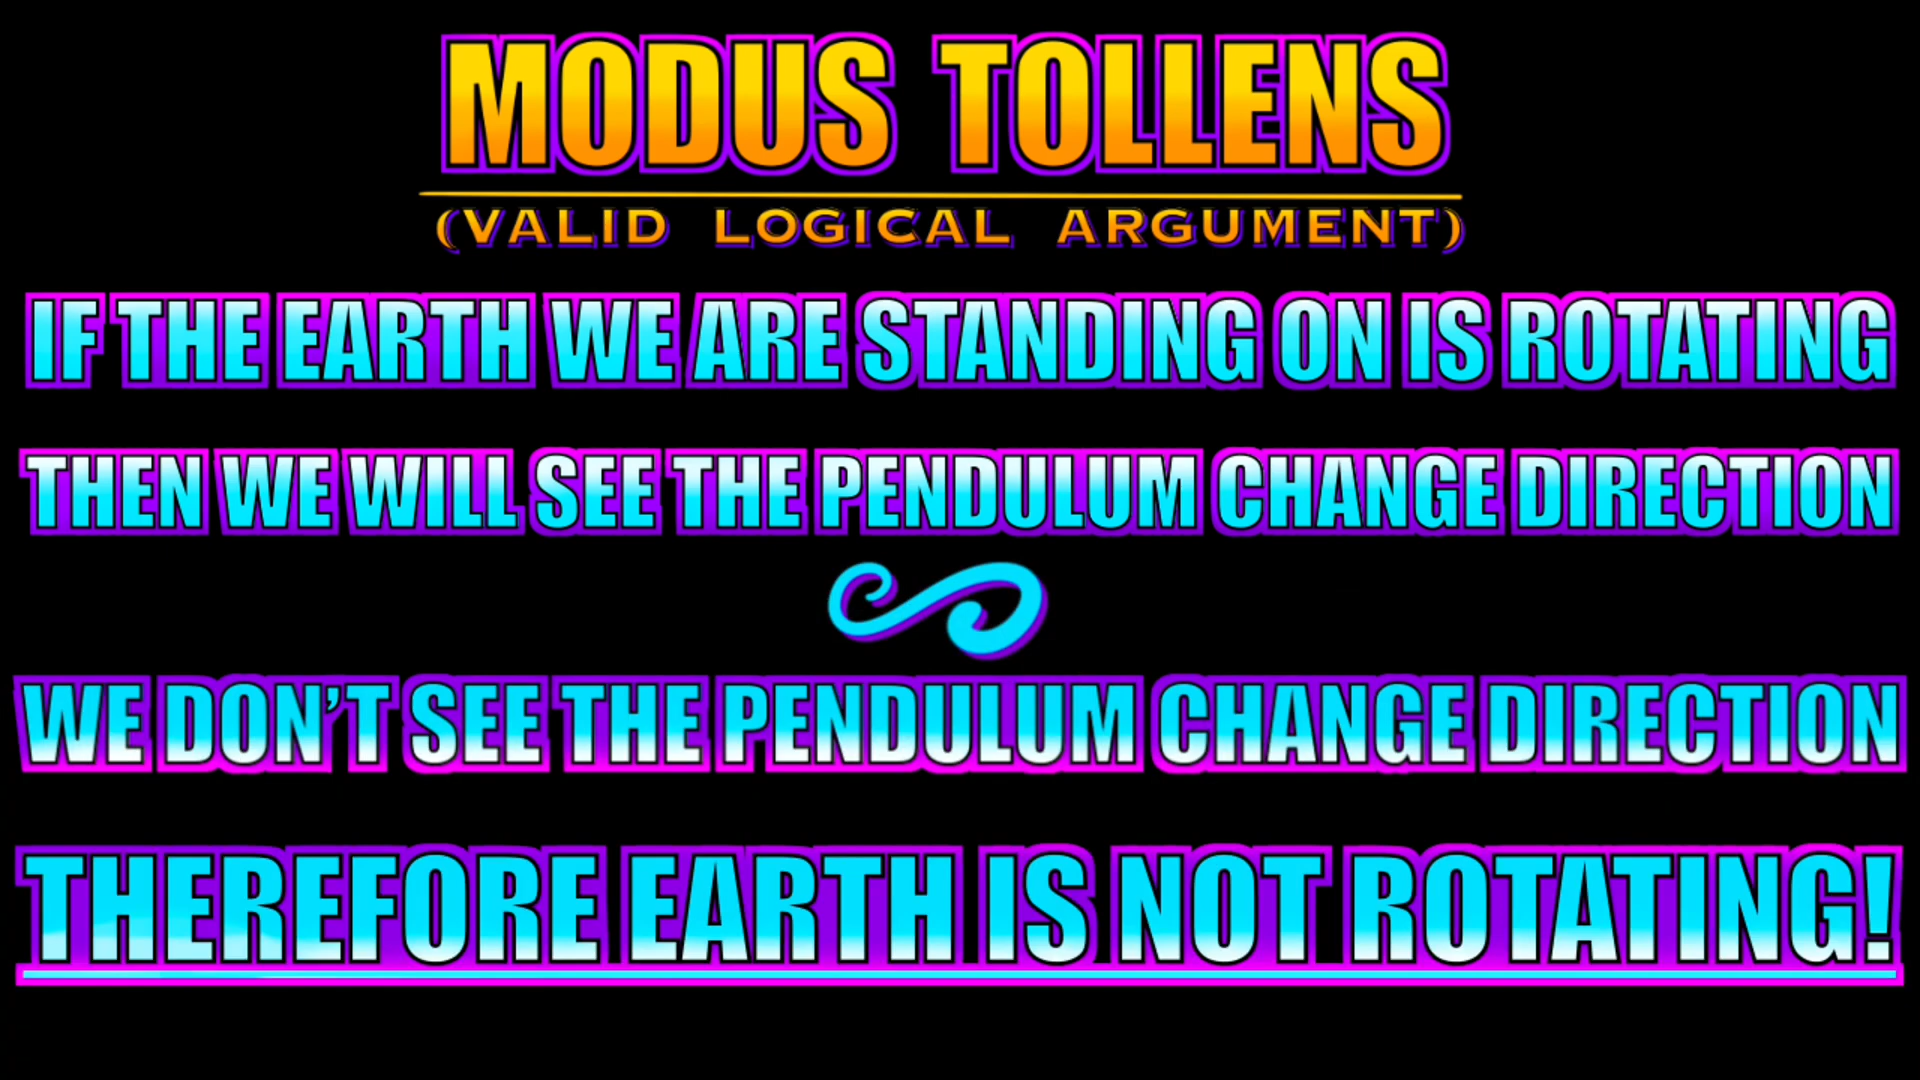 MODUS TOLLENS
(VALID LOGICAL ARGUMENT)
IF THE EARTH WE ARE STANDING ON IS ROTATING
THEN WE WILL SEE THE PENDULUM CHANGE DIRECTION
WE DON'T SEE THE PENDULUM CHANGE DIRECTION
THEREFORE EARTH IS NOT ROTATING!